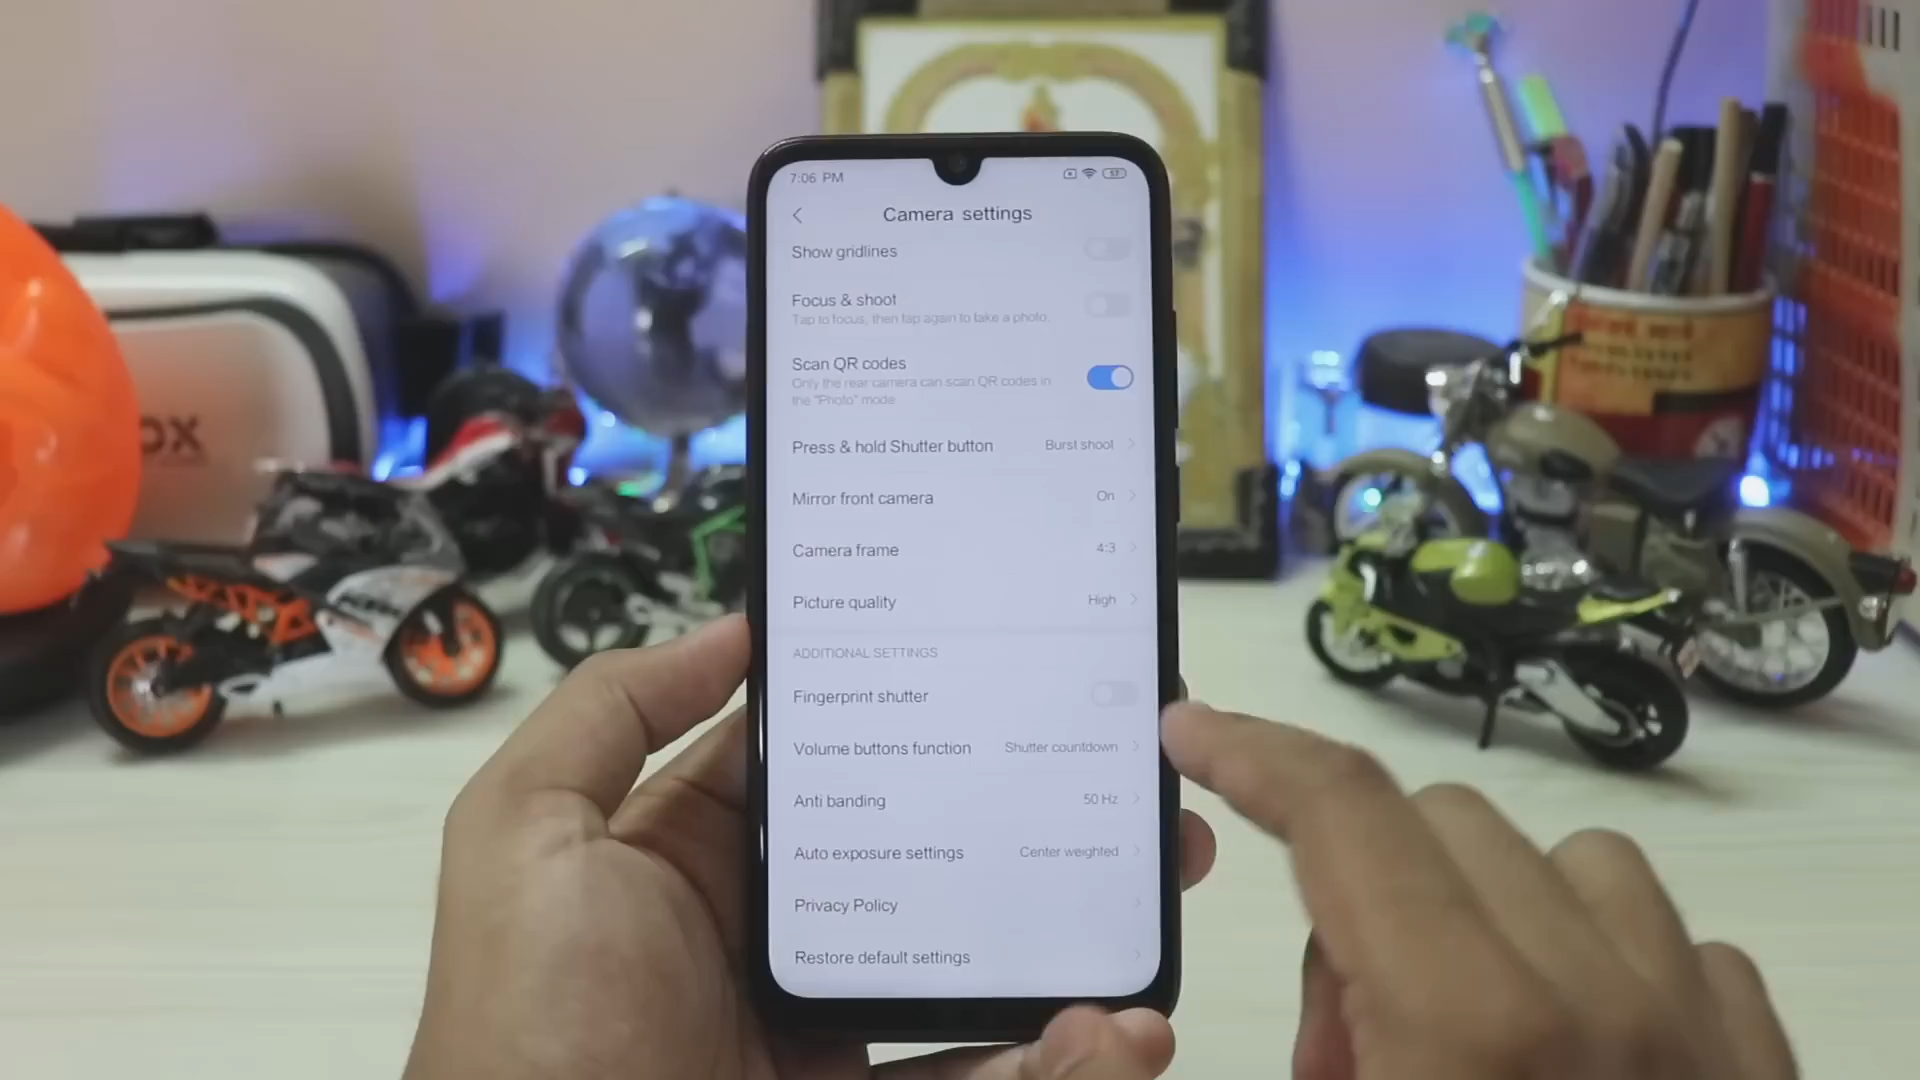 7:06 PM
57
Camera settings
Show gridlines
Focus & shoot
Tap to focus, then tap again to take a photo.
Scan QR codes
Only the rear camera can scan QR codes in
the "Photo" mode
Press & hold Shutter button Burst shoot
Mirror front camera On
Camera frame 4:3
Picture quality High
ADDITIONAL SETTINGS
Fingerprint shutter
Volume buttons function Shutter countdown
Anti banding 50 Hz
Auto exposure settings Center weighted
Privacy Policy
Restore default settings
OX